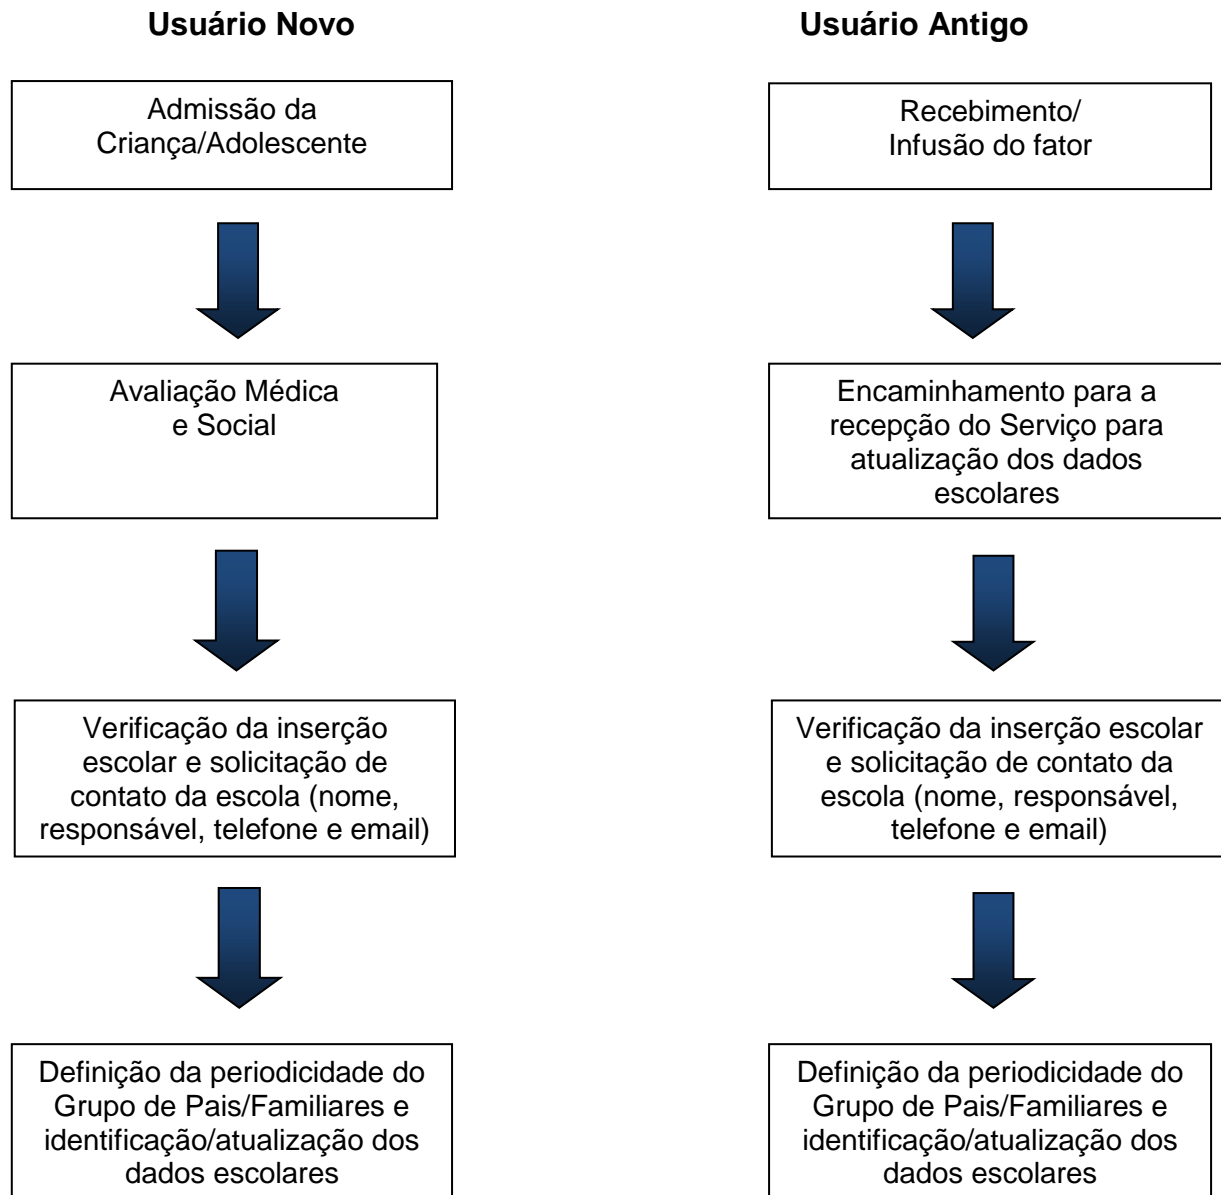 Usuário Novo
Admissão da
Criança/Adolescente
Avaliação Médica
e Social
Verificação da inserção
escolar e solicitação de
contato da escola (nome,
responsável, telefone e email)
Definição da periodicidade do
Grupo de Pais/Familiares e
identificação/atualização dos
dados escolares
Usuário Antigo
Recebimento/
Infusão do fator
Encaminhamento para a
recepção do Serviço para
atualização dos dados
escolares
Verificação da inserção escolar
e solicitação de contato da
escola (nome, responsável,
telefone e email)
Definição da periodicidade do
Grupo de Pais/Familiares e
identificação/atualização dos
dados escolares